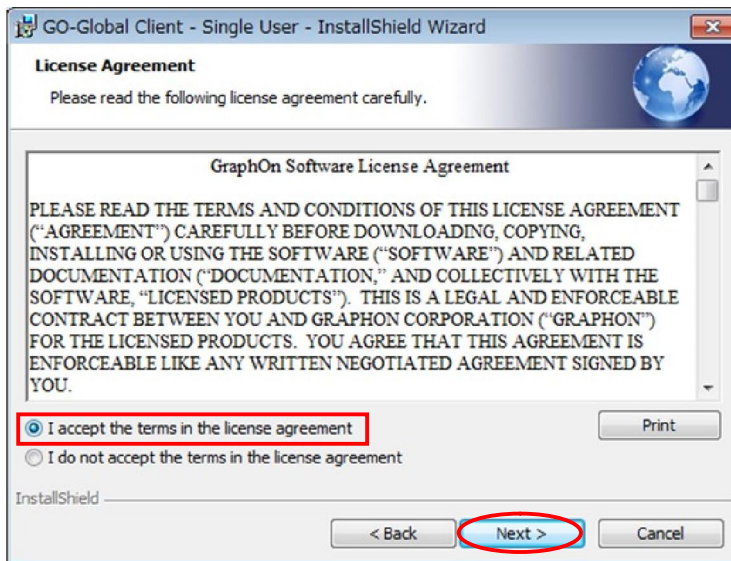 GO-Global Client - Single User - InstallShield Wizard
License Agreement
Please read the following license agreement carefully.
GraphOn Software License Agreement
PLEASE READ THE TERMS AND CONDITIONS OF THIS LICENSE AGREEMENT
(“AGREEMENT”) CAREFULLY BEFORE DOWNLOADING, COPYING,
INSTALLING OR USING THE SOFTWARE (“SOFTWARE”) AND RELATED
DOCUMENTATION (“DOCUMENTATION,” AND COLLECTIVELY WITH THE
SOFTWARE, “LICENSED PRODUCTS”).  THIS IS A LEGAL AND ENFORCEABLE
CONTRACT BETWEEN YOU AND GRAPHON CORPORATION (“GRAPHON”)
FOR THE LICENSED PRODUCTS.  YOU AGREE THAT THIS AGREEMENT IS
ENFORCEABLE LIKE ANY WRITTEN NEGOTIATED AGREEMENT SIGNED BY
YOU.
I accept the terms in the license agreement
Print
I do not accept the terms in the license agreement
InstallShield
< Back
Next >
Cancel